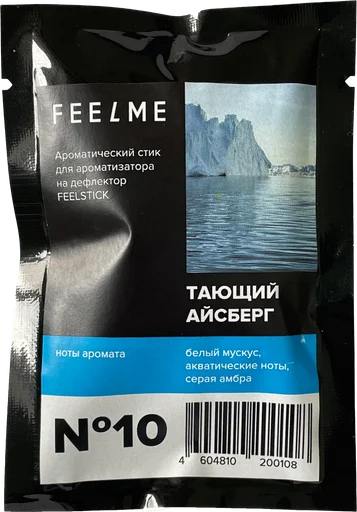 FEELME
Ароматический стик
для ароматизатора
на дефлектор
FEELSTICK
ТАЮЩИЙ
АЙСБЕРГ
ноты аромата
белый мускус,
акватические ноты,
серая амбра
№10
4 604810 200108